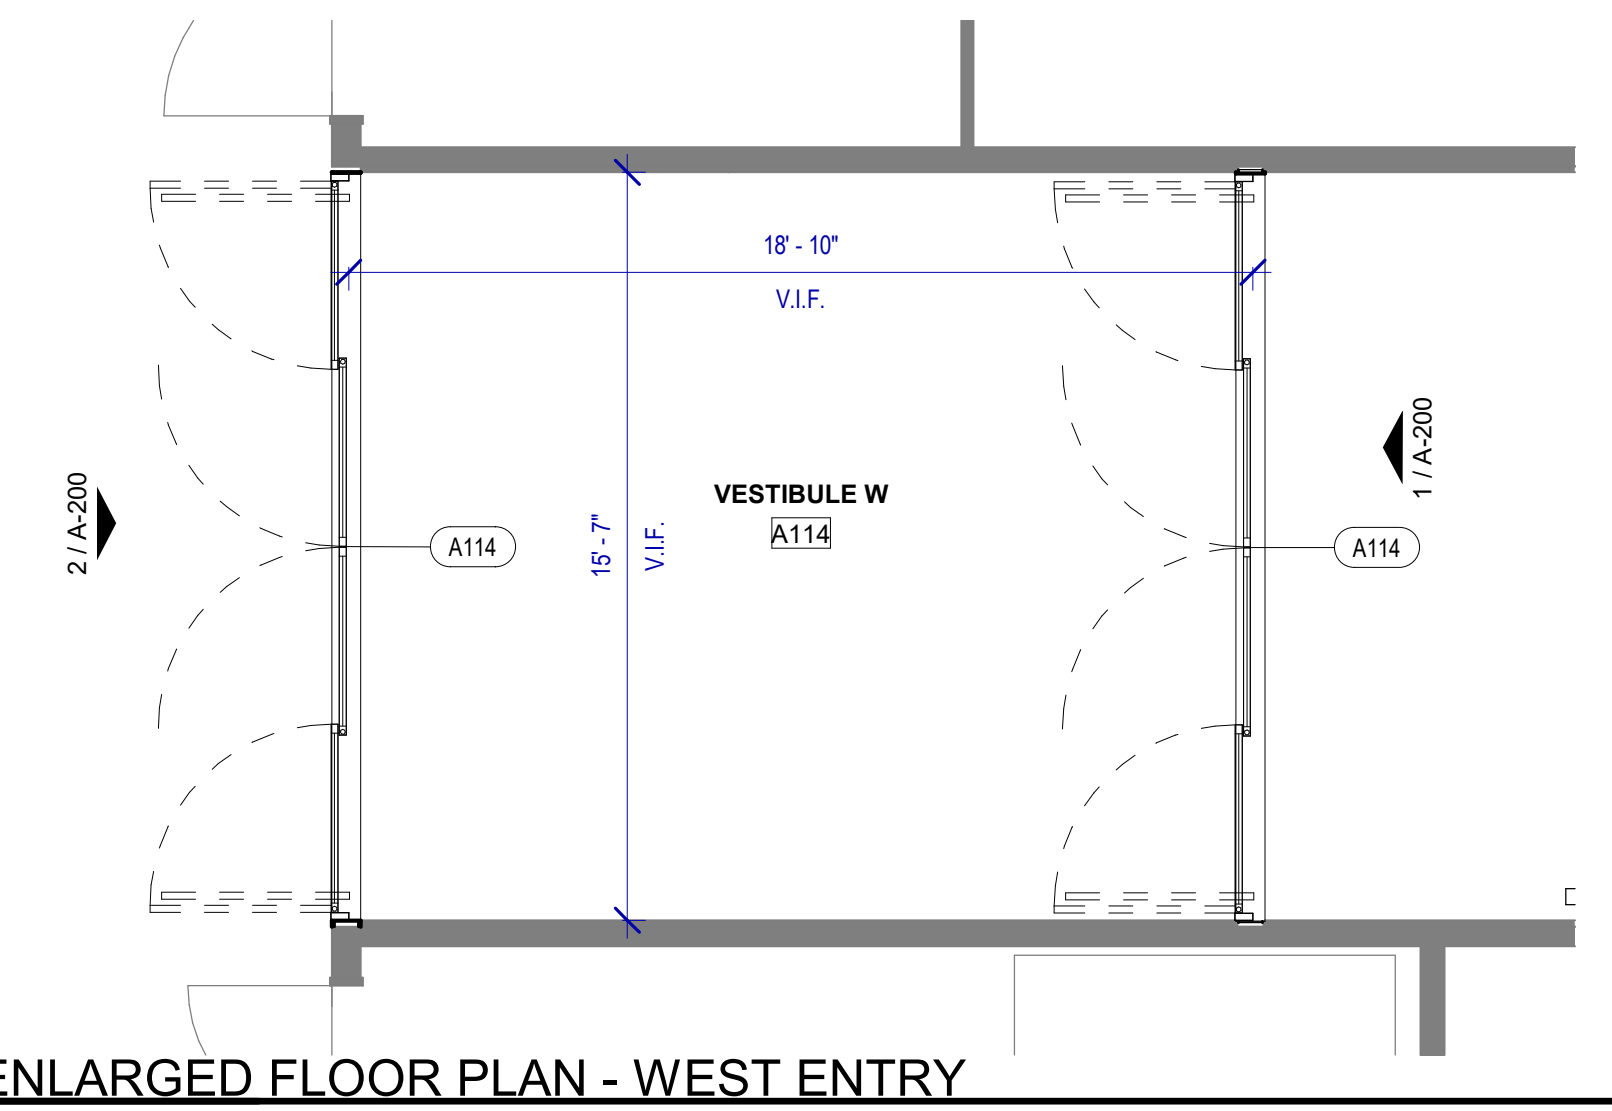 18' - 10"
V.I.F.
1 / A-200
2 / A-200
VESTIBULE W
A114
15' - 7"
V.I.F.
A114
A114
ENLARGED FLOOR PLAN - WEST ENTRY